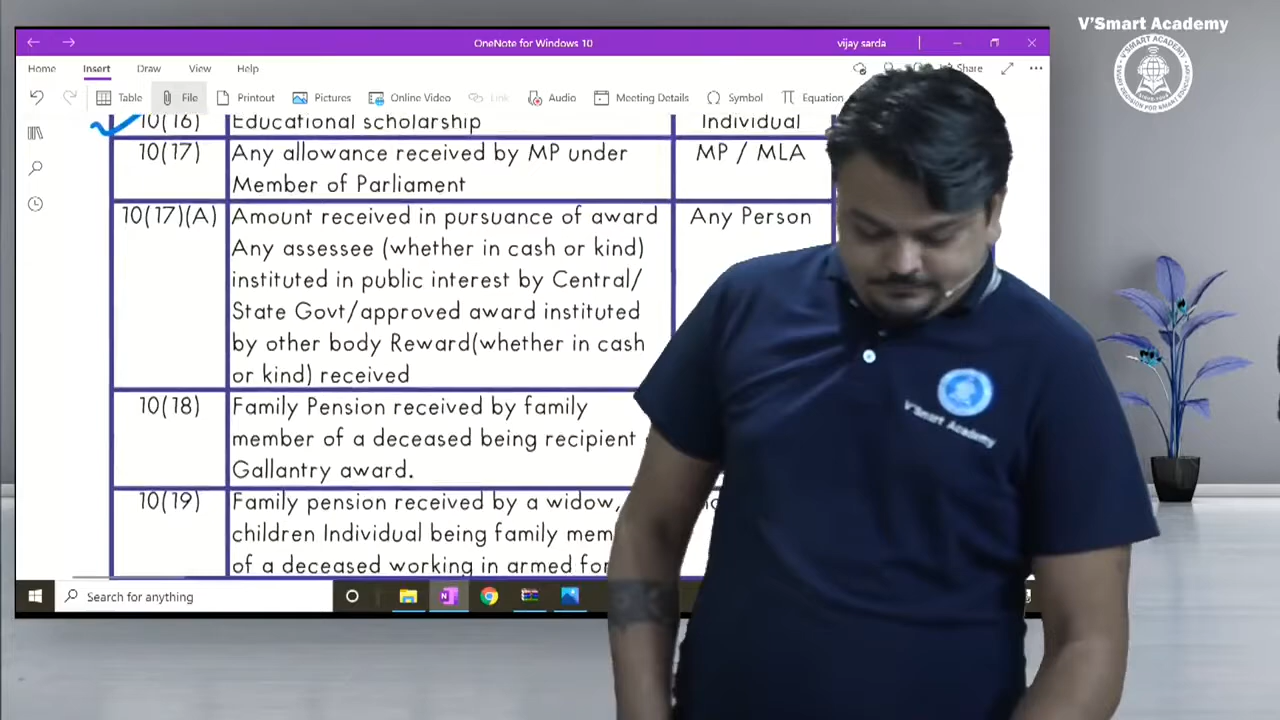 V'Smart Academy
OneNote for Windows 10
vijay sarda
Home Insert Draw View Help
Share
Table File Printout Pictures Online Video Link Audio Meeting Details Symbol Equation
10(16) Educational scholarship Individual
10(17) Any allowance received by MP under MP / MLA
Member of Parliament
10(17)(A) Amount received in pursuance of award Any Person
Any assessee (whether in cash or kind)
instituted in public interest by Central/
State Govt/approved award instituted
by other body Reward(whether in cash
or kind) received
10(18) Family Pension received by family
member of a deceased being recipient
Gallantry award.
10(19) Family pension received by a widow,
children Individual being family
of a deceased working in armed
Search for anything
V'Smart Academy